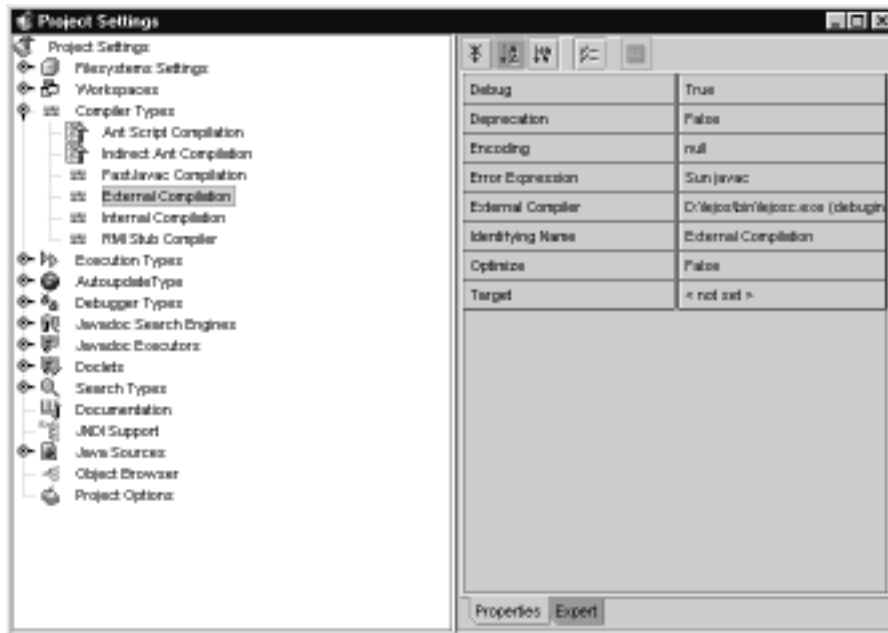 Project Settings
Project Settings
Filesystems Settings
Workspaces
Compiler Types
Ant Script Compilation
Indirect Ant Compilation
FastJavac Compilation
External Compilation
Internal Compilation
RMI Stub Compiler
Execution Types
AutoupdateType
Debugger Types
Javadoc Search Engines
Javadoc Executors
Doclets
Search Types
Documentation
JNDI Support
Java Sources
Object Browser
Project Options
Debug True
Deprecation False
Encoding null
Error Expression Sun javac
External Compiler D:\lejos\bin\lejosc.exe (debugin
Identifying Name External Compilation
Optimize False
Target < not set >
Properties Expert